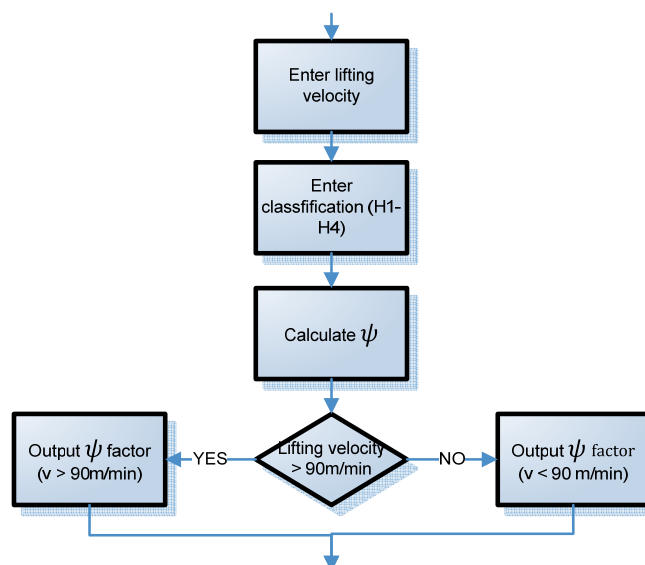 Enter lifting
velocity
Enter
classfification (H1-
H4)
Calculate ψ
Lifting velocity
> 90m/min
YES
NO
Output ψ factor
(v > 90m/min)
Output ψ factor
(v < 90 m/min)